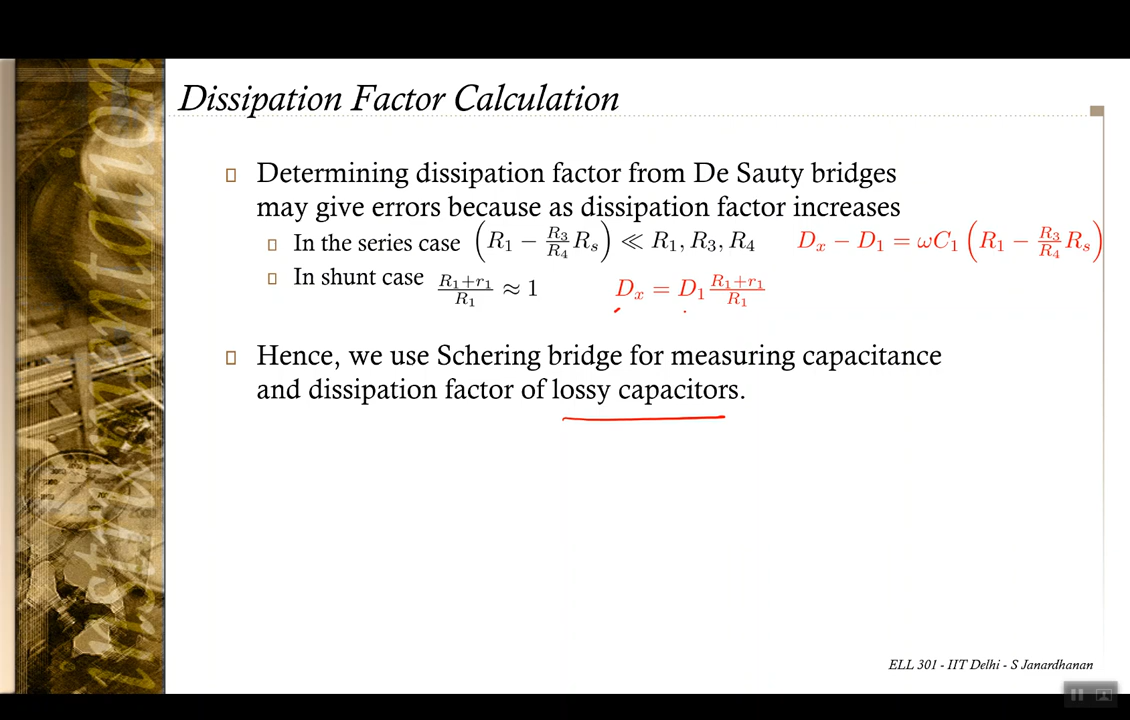 Dissipation Factor Calculation
Determining dissipation factor from De Sauty bridges
may give errors because as dissipation factor increases
In the series case (R₁ − R₃/R₄ Rₛ) ≪ R₁, R₃, R₄ Dₓ − D₁ = ωC₁ (R₁ − R₃/R₄ Rₛ)
In shunt case (R₁+r₁)/R₁ ≈ 1 Dₓ = D₁ (R₁+r₁)/R₁
Hence, we use Schering bridge for measuring capacitance
and dissipation factor of lossy capacitors.
ELL 301 - IIT Delhi - S Janardhanan